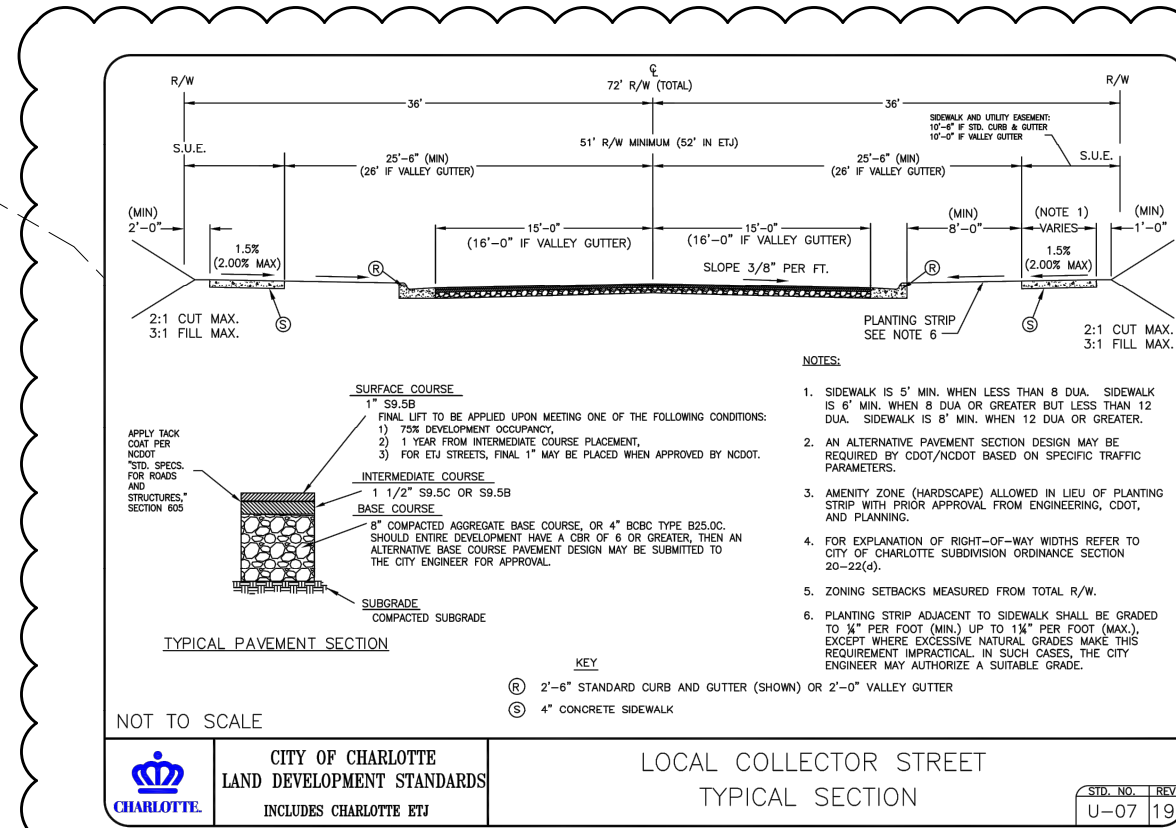 R/W
℄
72' R/W (TOTAL)
R/W
36'
36'
SIDEWALK AND UTILITY EASEMENT:
10'-6" IF STD. CURB & GUTTER
10'-0" IF VALLEY GUTTER
S.U.E.
51' R/W MINIMUM (52' IN ETJ)
S.U.E.
25'-6" (MIN)
(26' IF VALLEY GUTTER)
25'-6" (MIN)
(26' IF VALLEY GUTTER)
(MIN)
2'-0"
15'-0"
(16'-0" IF VALLEY GUTTER)
15'-0"
(16'-0" IF VALLEY GUTTER)
(MIN)
8'-0"
(NOTE 1)
VARIES
(MIN)
1'-0"
1.5%
(2.00% MAX)
R
SLOPE 3/8" PER FT.
R
1.5%
(2.00% MAX)
2:1 CUT MAX.
3:1 FILL MAX.
S
PLANTING STRIP
SEE NOTE 6
S
2:1 CUT MAX.
3:1 FILL MAX.
SURFACE COURSE
1" S9.5B
FINAL LIFT TO BE APPLIED UPON MEETING ONE OF THE FOLLOWING CONDITIONS:
1) 75% DEVELOPMENT OCCUPANCY,
2) 1 YEAR FROM INTERMEDIATE COURSE PLACEMENT,
3) FOR ETJ STREETS, FINAL 1" MAY BE PLACED WHEN APPROVED BY NCDOT.
APPLY TACK
COAT PER
NCDOT
"STD. SPECS.
FOR ROADS
AND
STRUCTURES,"
SECTION 605
INTERMEDIATE COURSE
1 1/2" S9.5C OR S9.5B
BASE COURSE
8" COMPACTED AGGREGATE BASE COURSE, OR 4" BCBC TYPE B25.0C.
SHOULD ENTIRE DEVELOPMENT HAVE A CBR OF 6 OR GREATER, THEN AN
ALTERNATIVE BASE COURSE PAVEMENT DESIGN MAY BE SUBMITTED TO
THE CITY ENGINEER FOR APPROVAL.
SUBGRADE
COMPACTED SUBGRADE
TYPICAL PAVEMENT SECTION
NOTES:
1. SIDEWALK IS 5' MIN. WHEN LESS THAN 8 DUA. SIDEWALK
IS 6' MIN. WHEN 8 DUA OR GREATER BUT LESS THAN 12
DUA. SIDEWALK IS 8' MIN. WHEN 12 DUA OR GREATER.
2. AN ALTERNATIVE PAVEMENT SECTION DESIGN MAY BE
REQUIRED BY CDOT/NCDOT BASED ON SPECIFIC TRAFFIC
PARAMETERS.
3. AMENITY ZONE (HARDSCAPE) ALLOWED IN LIEU OF PLANTING
STRIP WITH PRIOR APPROVAL FROM ENGINEERING, CDOT,
AND PLANNING.
4. FOR EXPLANATION OF RIGHT-OF-WAY WIDTHS REFER TO
CITY OF CHARLOTTE SUBDIVISION ORDINANCE SECTION
20-22(d).
5. ZONING SETBACKS MEASURED FROM TOTAL R/W.
6. PLANTING STRIP ADJACENT TO SIDEWALK SHALL BE GRADED
TO ¼" PER FOOT (MIN.) UP TO 1¼" PER FOOT (MAX.),
EXCEPT WHERE EXCESSIVE NATURAL GRADES MAKE THIS
REQUIREMENT IMPRACTICAL. IN SUCH CASES, THE CITY
ENGINEER MAY AUTHORIZE A SUITABLE GRADE.
KEY
R 2'-6" STANDARD CURB AND GUTTER (SHOWN) OR 2'-0" VALLEY GUTTER
S 4" CONCRETE SIDEWALK
NOT TO SCALE
CHARLOTTE.
CITY OF CHARLOTTE
LAND DEVELOPMENT STANDARDS
INCLUDES CHARLOTTE ETJ
LOCAL COLLECTOR STREET
TYPICAL SECTION
STD. NO. REV
U-07 19